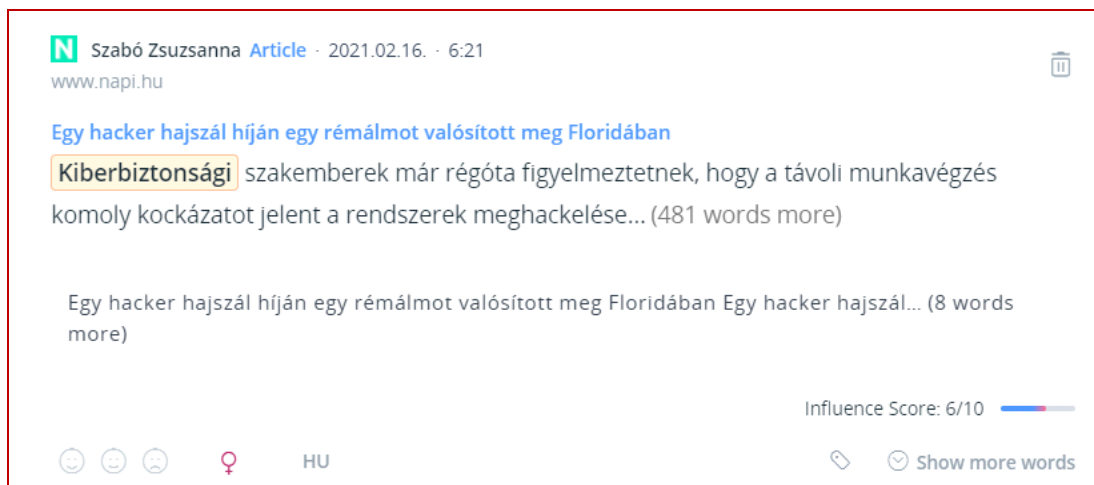 N Szabó Zsuzsanna Article · 2021.02.16. · 6:21
www.napi.hu
Egy hacker hajszál híján egy rémálmot valósított meg Floridában
Kiberbiztonsági szakemberek már régóta figyelmeztetnek, hogy a távoli munkavégzés
komoly kockázatot jelent a rendszerek meghackelése... (481 words more)
Egy hacker hajszál híján egy rémálmot valósított meg Floridában Egy hacker hajszál... (8 words
more)
Influence Score: 6/10
HU
Show more words